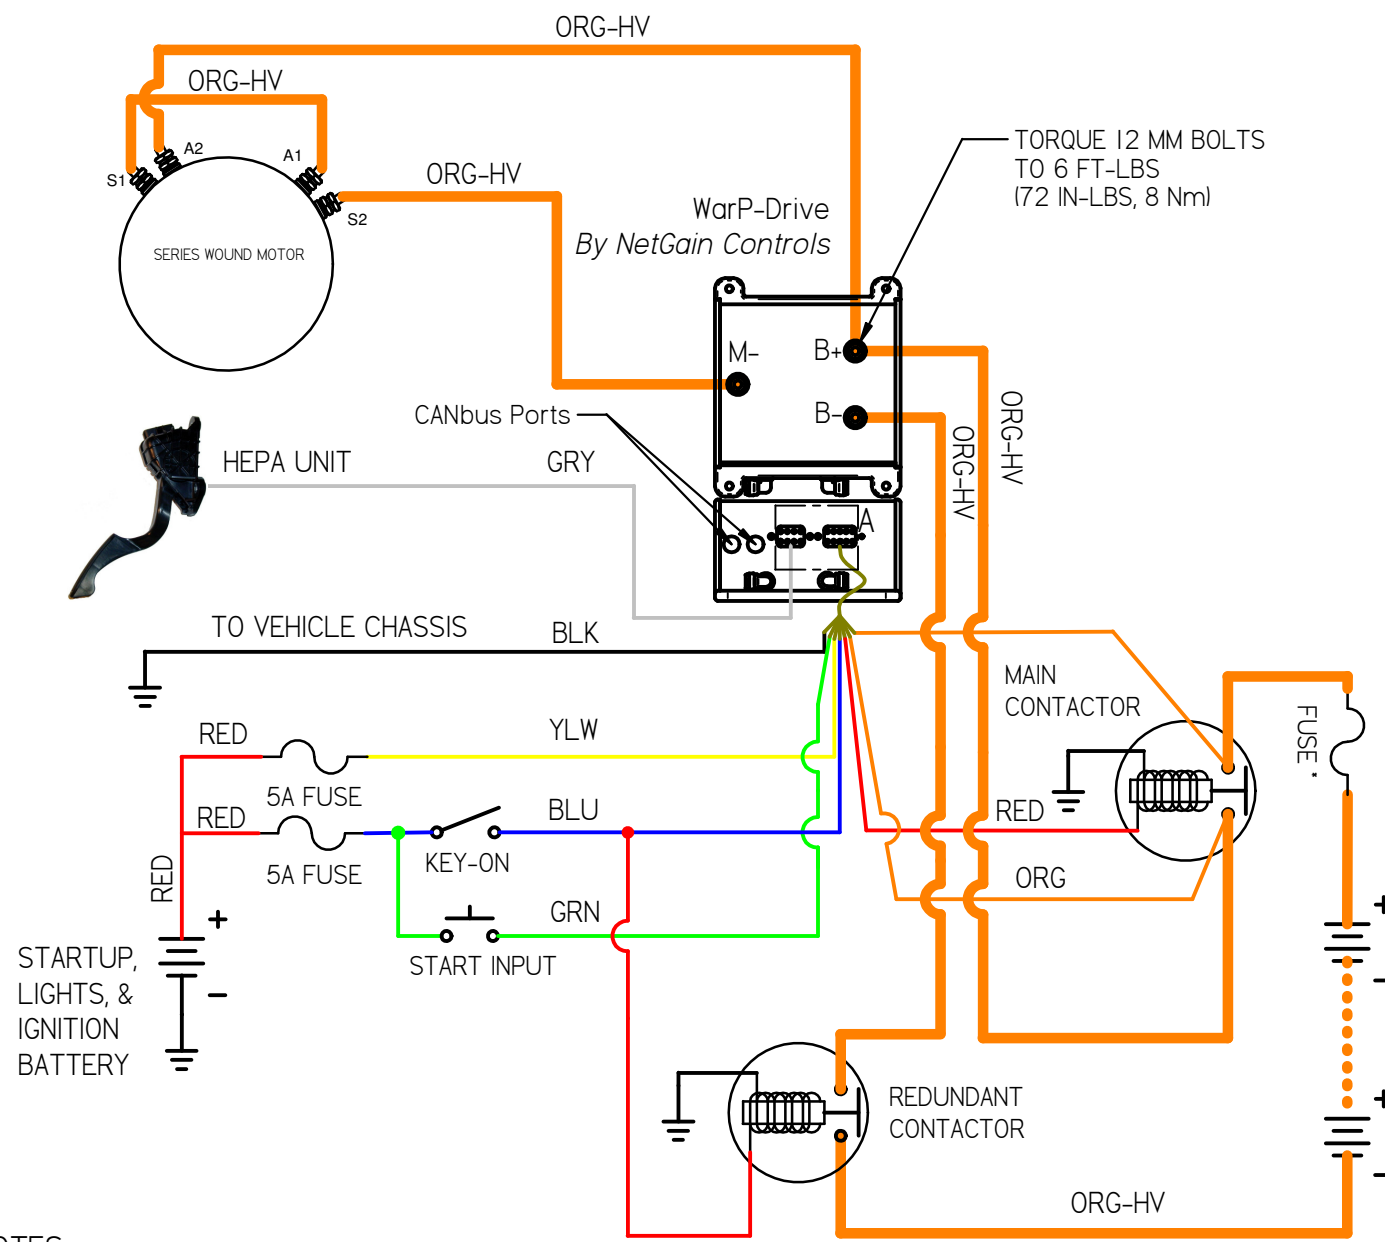 ORG-HV
ORG-HV
A2
A1
S1
S2
ORG-HV
SERIES WOUND MOTOR
TORQUE 12 MM BOLTS
TO 6 FT-LBS
(72 IN-LBS, 8 Nm)
WarP-Drive
By NetGain Controls
M-
B+
B-
CANbus Ports
ORG-HV
ORG-HV
HEPA UNIT
GRY
A
TO VEHICLE CHASSIS
BLK
MAIN
CONTACTOR
FUSE *
RED
YLW
5A FUSE
RED
BLU
RED
KEY-ON
5A FUSE
RED
ORG
GRN
START INPUT
+
-
+
-
+
-
STARTUP,
LIGHTS, &
IGNITION
BATTERY
REDUNDANT
CONTACTOR
ORG-HV